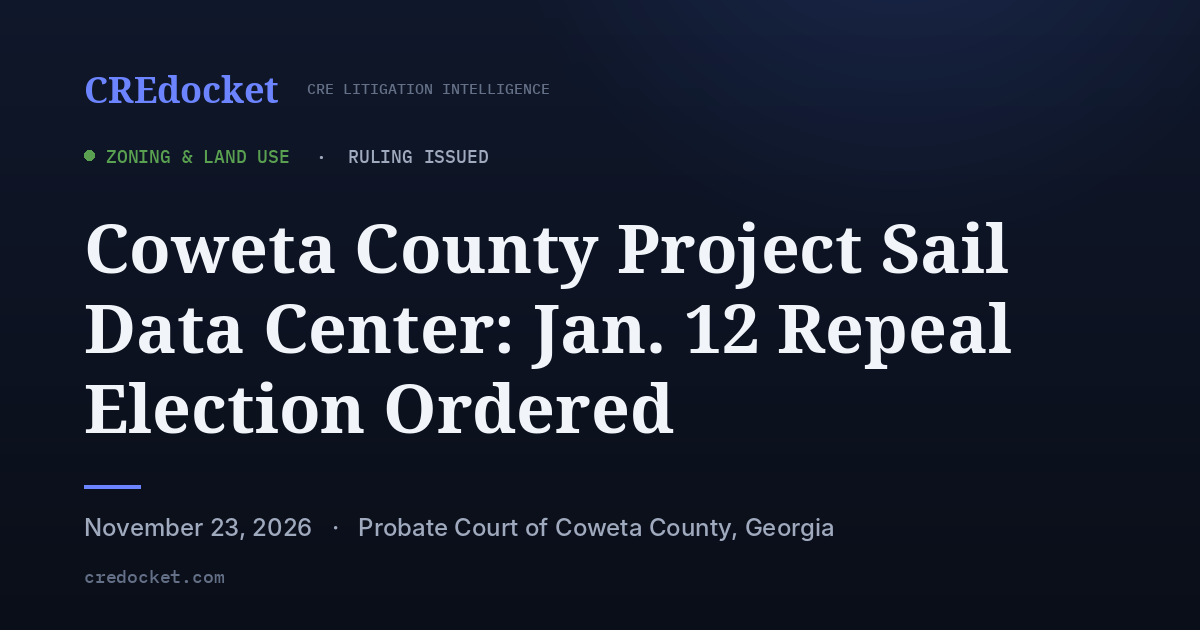 CREdocket CRE LITIGATION INTELLIGENCE
ZONING & LAND USE · RULING ISSUED
Coweta County Project Sail
Data Center: Jan. 12 Repeal
Election Ordered
November 23, 2026 · Probate Court of Coweta County, Georgia
credocket.com